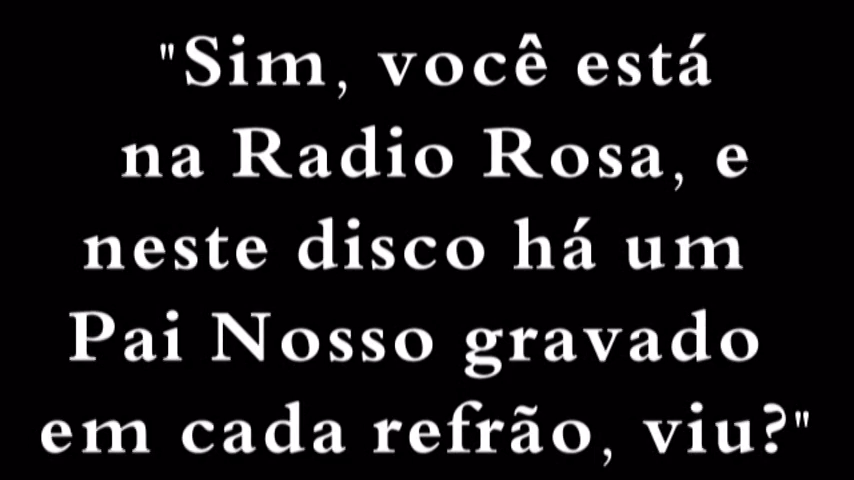 "Sim, você está
na Radio Rosa, e
neste disco há um
Pai Nosso gravado
em cada refrão, viu?"